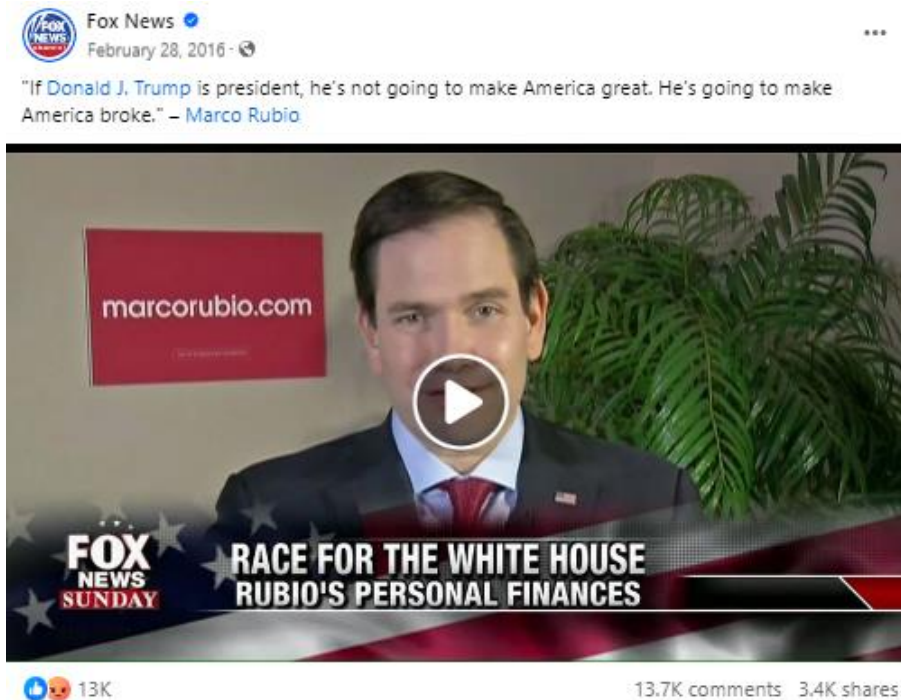 Fox News
February 28, 2016 ·
"If Donald J. Trump is president, he's not going to make America great. He's going to make
America broke." – Marco Rubio
marcorubio.com
FOX
NEWS
SUNDAY
RACE FOR THE WHITE HOUSE
RUBIO'S PERSONAL FINANCES
13K
13.7K comments 3.4K shares